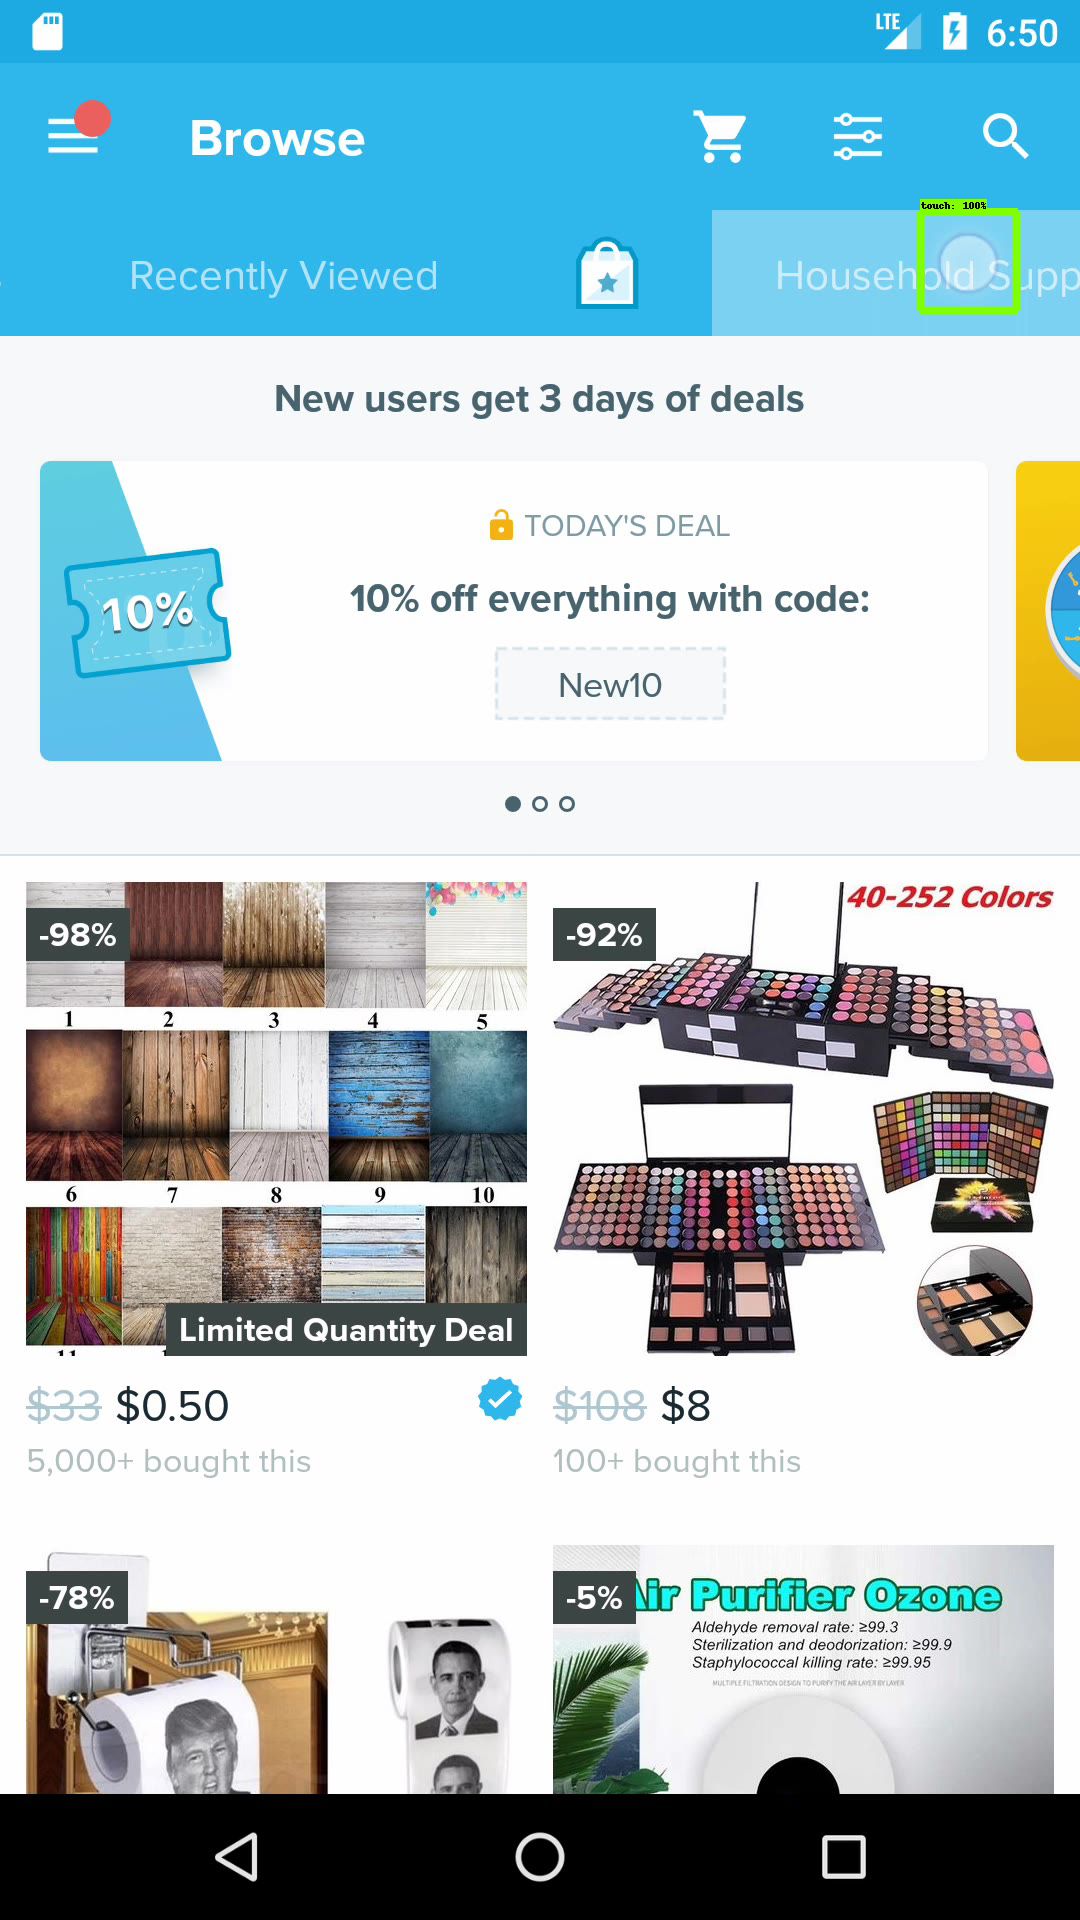 LTE 6:50
Browse
touch: 100%
Recently Viewed
Household Supp
New users get 3 days of deals
TODAY'S DEAL
10%
10% off everything with code:
New10
-98%
1 2 3 4 5
6 7 8 9 10
11
Limited Quantity Deal
$33 $0.50
5,000+ bought this
-92%
40-252 Colors
$108 $8
100+ bought this
-78%
-5%
Air Purifier Ozone
Aldehyde removal rate: ≥99.3
Sterilization and deodorization: ≥99.9
Staphylococcal killing rate: ≥99.95
MULTIPLE FILTRATION DESIGN TO PURIFY THE AIR LAYER BY LAYER